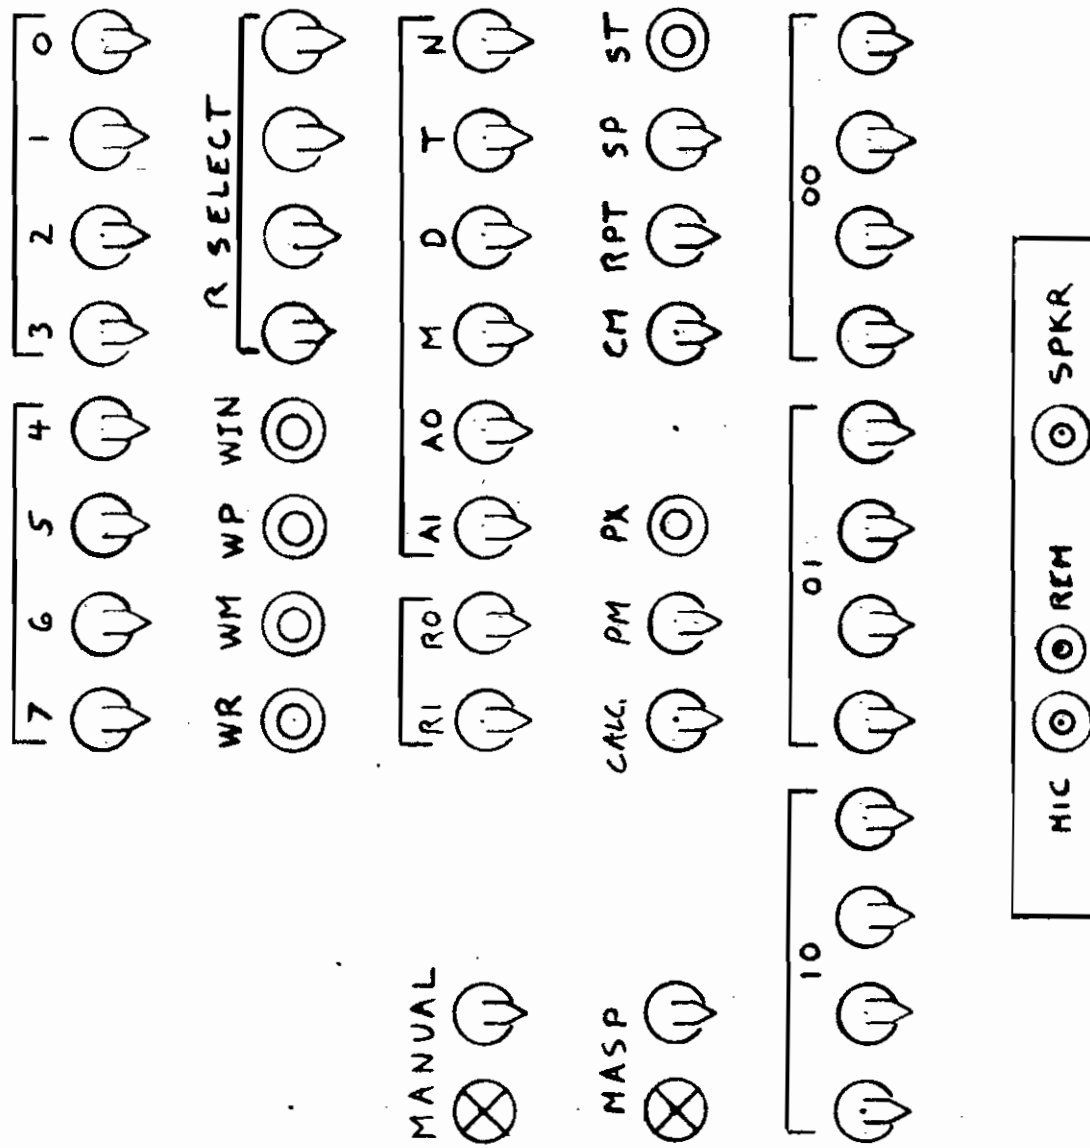 7 6 5 4 3 2 1 0
WR WM WP WIN R SELECT
MANUAL RI RO AI AO M D T N
MASP CALC. PM PX CM RPT SP ST
10 01 00
MIC REM SPKR